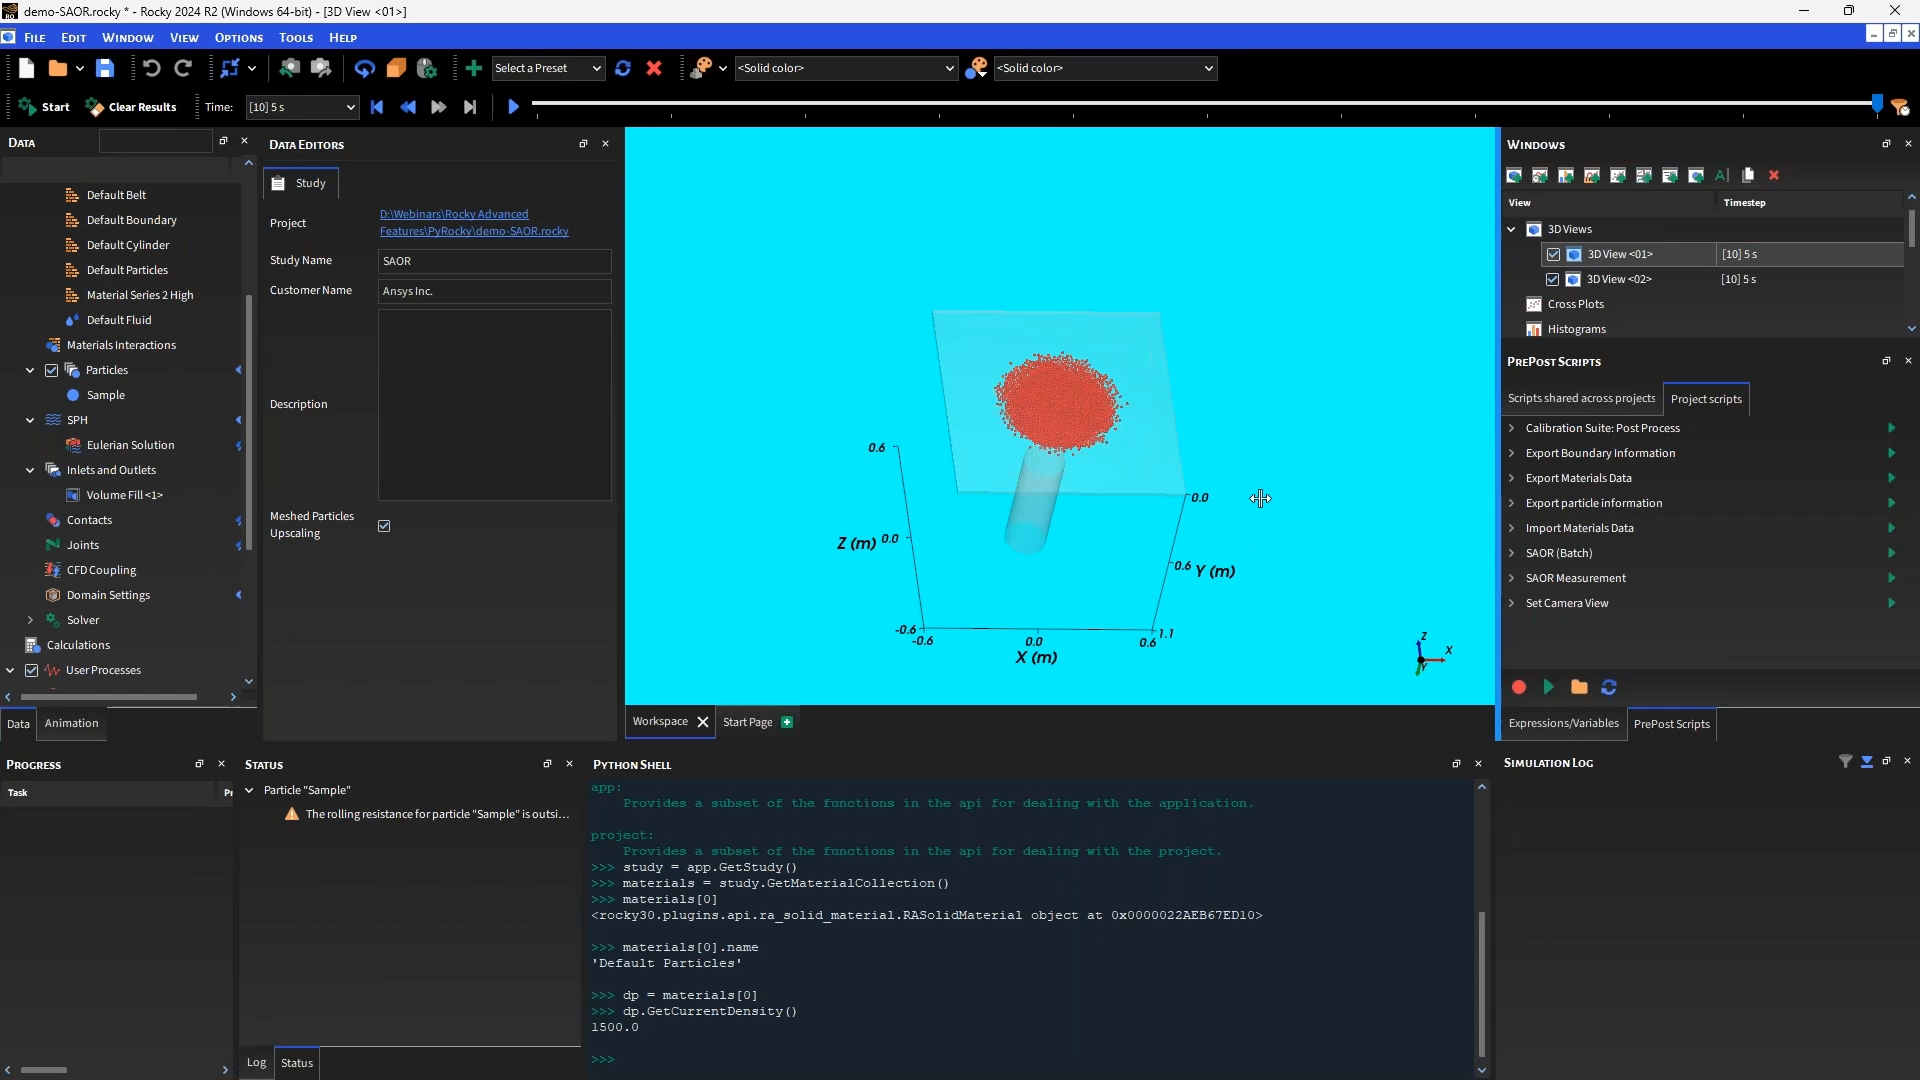 demo-SAOR.rocky * - Rocky 2024 R2 (Windows 64-bit) - [3D View <01>]
FILE EDIT WINDOW VIEW OPTIONS TOOLS HELP
Select a Preset <Solid color> <Solid color>
Start Clear Results Time: [10] 5 s
DATA
Default Belt
Default Boundary
Default Cylinder
Default Particles
Material Series 2 High
Default Fluid
Materials Interactions
Particles
Sample
SPH
Eulerian Solution
Inlets and Outlets
Volume Fill <1>
Contacts
Joints
CFD Coupling
Domain Settings
Solver
Calculations
User Processes
Data Animation
DATA EDITORS
Study
Project D:\Webinars\Rocky Advanced
Features\PyRocky\demo-SAOR.rocky
Study Name SAOR
Customer Name Ansys Inc.
Description
Meshed Particles
Upscaling
0.6
Z (m) 0.0
-0.6
-0.6
0.0
0.6
X (m)
0.0
0.6 Y (m)
1.1
Z
X
Y
Workspace Start Page
WINDOWS
View Timestep
3D Views
3D View <01> [10] 5 s
3D View <02> [10] 5 s
Cross Plots
Histograms
PREPOST SCRIPTS
Scripts shared across projects Project scripts
Calibration Suite: Post Process
Export Boundary Information
Export Materials Data
Export particle information
Import Materials Data
SAOR (Batch)
SAOR Measurement
Set Camera View
Expressions/Variables PrePost Scripts
PROGRESS
Task Pr
STATUS
Particle "Sample"
The rolling resistance for particle "Sample" is outsi...
Log Status
PYTHON SHELL
app:
Provides a subset of the functions in the api for dealing with the application.
project:
Provides a subset of the functions in the api for dealing with the project.
>>> study = app.GetStudy()
>>> materials = study.GetMaterialCollection()
>>> materials[0]
<rocky30.plugins.api.ra_solid_material.RASolidMaterial object at 0x0000022AEB67ED10>
>>> materials[0].name
'Default Particles'
>>> dp = materials[0]
>>> dp.GetCurrentDensity()
1500.0
>>>
SIMULATION LOG